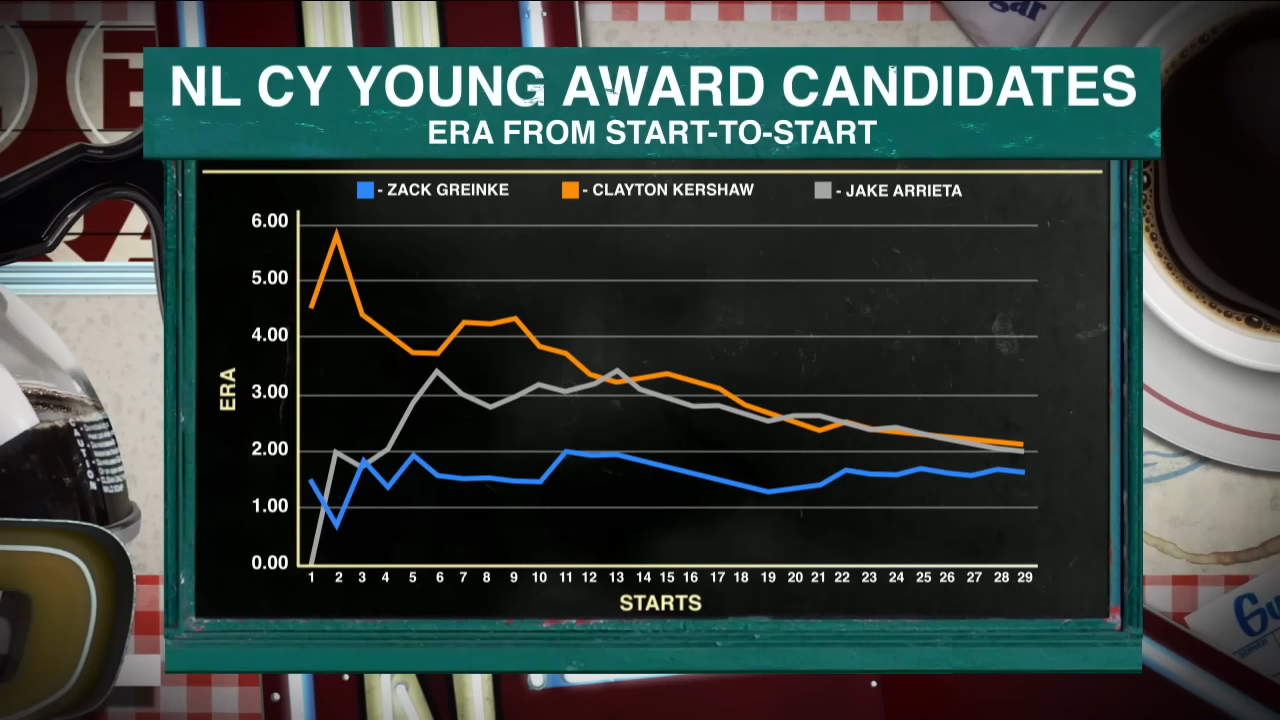 gar
NL CY YOUNG AWARD CANDIDATES
ERA FROM START-TO-START
- ZACK GREINKE - CLAYTON KERSHAW - JAKE ARRIETA
6.00
5.00
4.00
3.00
2.00
1.00
0.00
ERA
1 2 3 4 5 6 7 8 9 10 11 12 13 14 15 16 17 18 19 20 21 22 23 24 25 26 27 28 29
STARTS